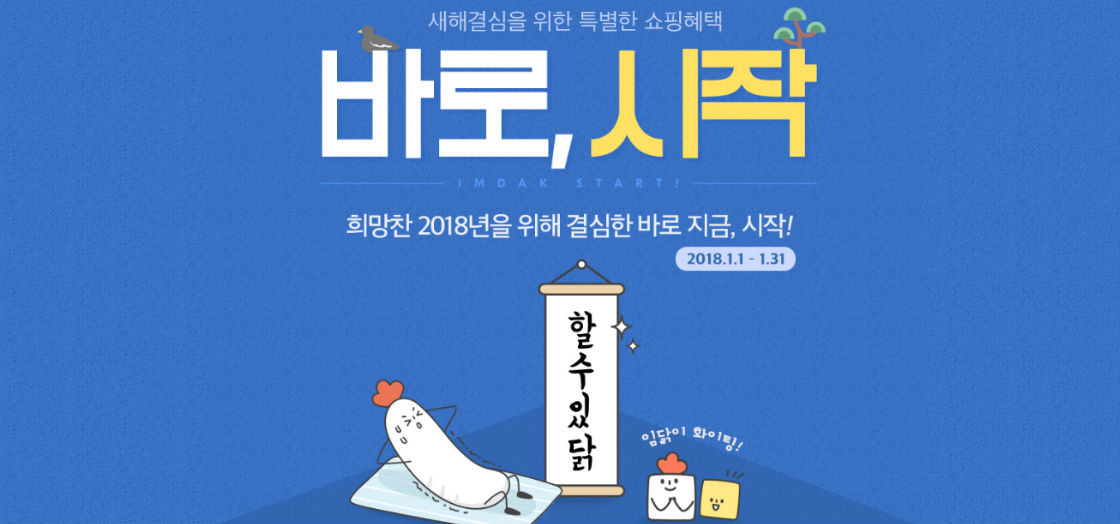 새해결심을 위한 특별한 쇼핑혜택
바로, 시작
IMDAK START!
희망찬 2018년을 위해 결심한 바로 지금, 시작!
2018.1.1 - 1.31
할수있닭
임닭이 화이팅!